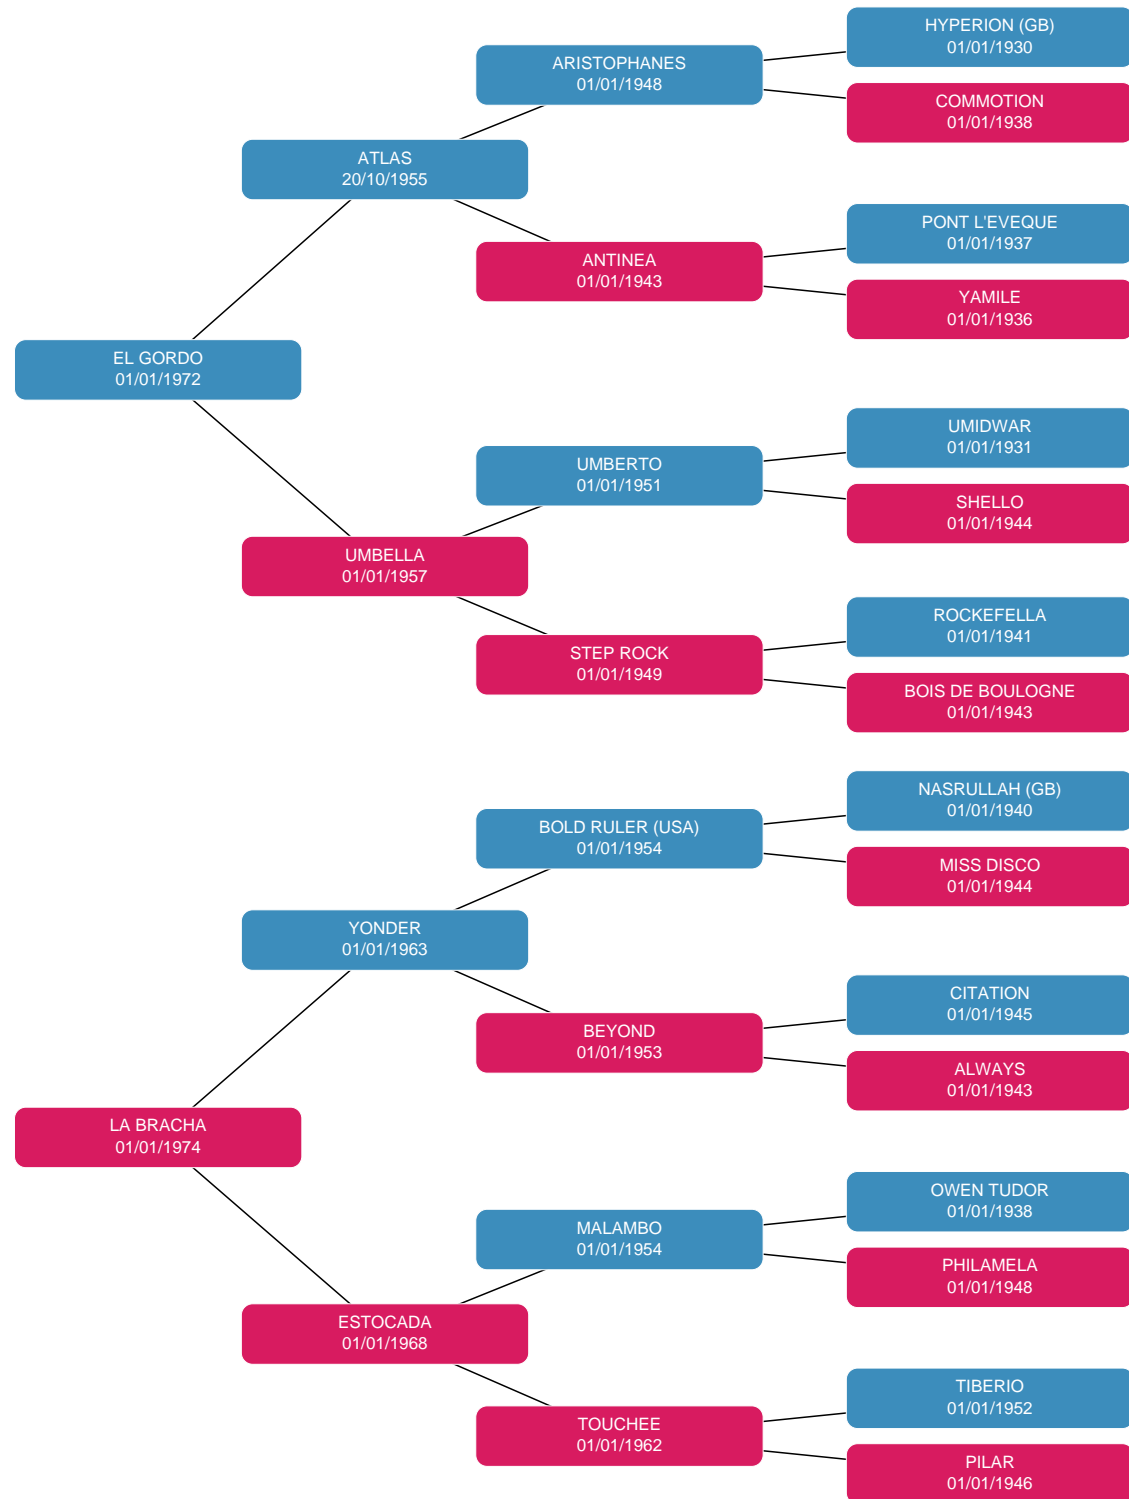 HYPERION (GB)
01/01/1930
ARISTOPHANES
01/01/1948
COMMOTION
01/01/1938
ATLAS
20/10/1955
PONT L'EVEQUE
01/01/1937
ANTINEA
01/01/1943
YAMILE
01/01/1936
EL GORDO
01/01/1972
UMIDWAR
01/01/1931
UMBERTO
01/01/1951
SHELLO
01/01/1944
UMBELLA
01/01/1957
ROCKEFELLA
01/01/1941
STEP ROCK
01/01/1949
BOIS DE BOULOGNE
01/01/1943
NASRULLAH (GB)
01/01/1940
BOLD RULER (USA)
01/01/1954
MISS DISCO
01/01/1944
YONDER
01/01/1963
CITATION
01/01/1945
BEYOND
01/01/1953
ALWAYS
01/01/1943
LA BRACHA
01/01/1974
OWEN TUDOR
01/01/1938
MALAMBO
01/01/1954
PHILAMELA
01/01/1948
ESTOCADA
01/01/1968
TIBERIO
01/01/1952
TOUCHEE
01/01/1962
PILAR
01/01/1946